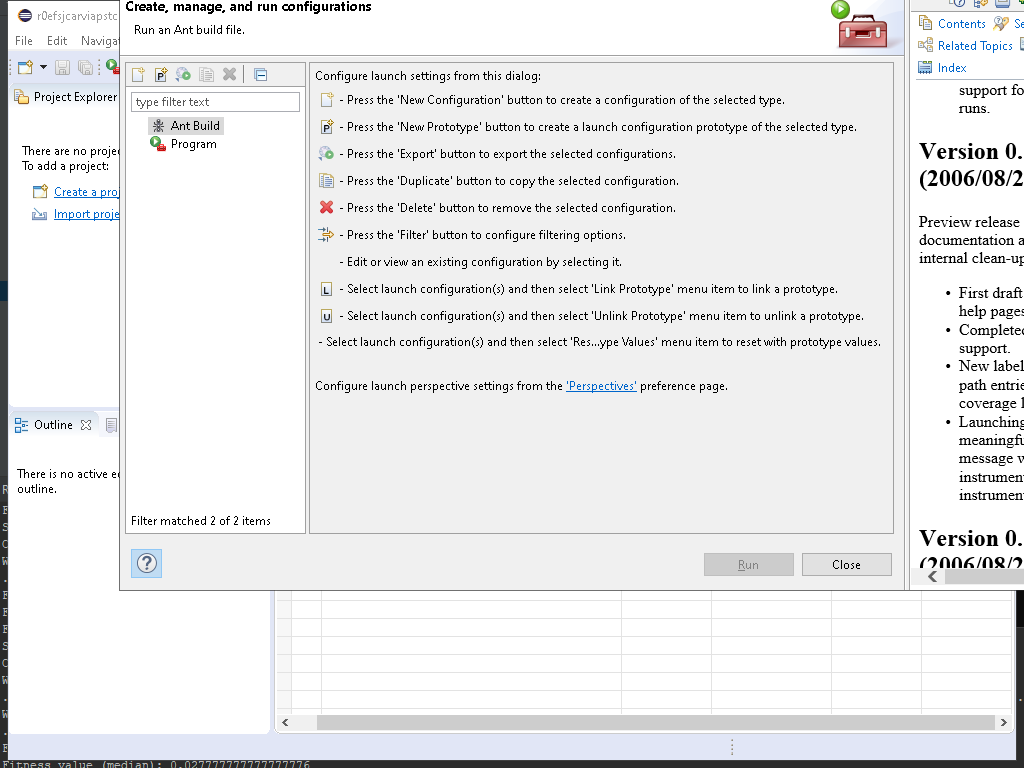 r0efsjcarviapstc
File Edit Naviga
Project Explorer
There are no proje
To add a project:
Create a proj
Import proje
Outline
There is no active e
outline.
Create, manage, and run configurations
Run an Ant build file.
type filter text
Ant Build
Program
Filter matched 2 of 2 items
Configure launch settings from this dialog:
- Press the 'New Configuration' button to create a configuration of the selected type.
- Press the 'New Prototype' button to create a launch configuration prototype of the selected type.
- Press the 'Export' button to export the selected configurations.
- Press the 'Duplicate' button to copy the selected configuration.
- Press the 'Delete' button to remove the selected configuration.
- Press the 'Filter' button to configure filtering options.
- Edit or view an existing configuration by selecting it.
- Select launch configuration(s) and then select 'Link Prototype' menu item to link a prototype.
- Select launch configuration(s) and then select 'Unlink Prototype' menu item to unlink a prototype.
- Select launch configuration(s) and then select 'Res...ype Values' menu item to reset with prototype values.
Configure launch perspective settings from the 'Perspectives' preference page.
Run Close
Contents Se
Related Topics
Index
support fo
runs.
Version 0.
(2006/08/2
Preview release
documentation a
internal clean-up
• First draft
help pages
• Completed
support.
• New label
path entrie
coverage l
• Launching
meaningfu
message w
instrumen
instrumen
Version 0.
(2006/08/2
Fitness value (median): 0.027777777777777776